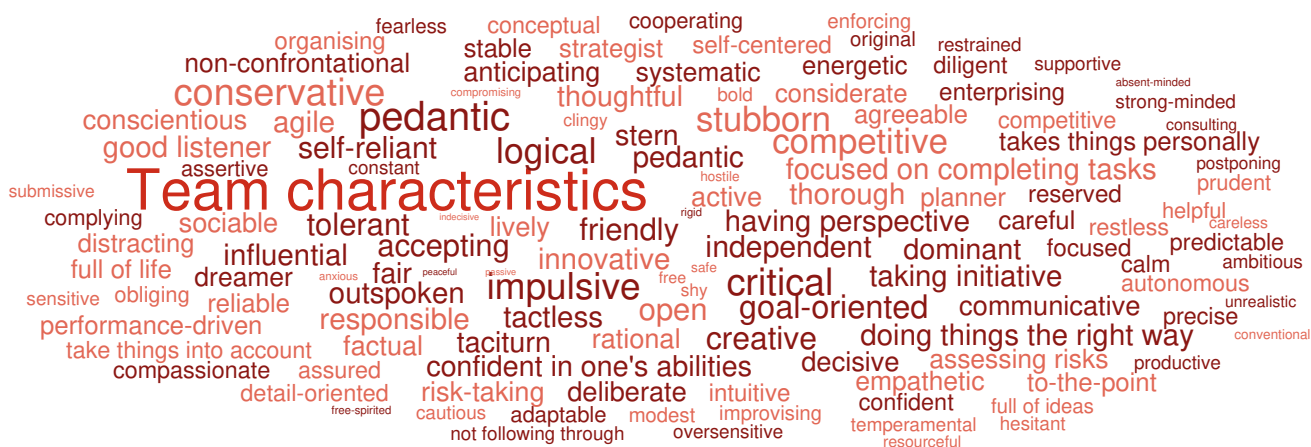 fearless conceptual cooperating enforcing
organising stable strategist self-centered original restrained
non-confrontational anticipating systematic energetic diligent supportive
conservative compromising thoughtful bold considerate enterprising absent-minded
conscientious agile pedantic clingy stubborn agreeable competitive strong-minded
good listener self-reliant logical stern competitive takes things personally consulting
assertive constant pedantic focused on completing tasks postponing
submissive Team characteristics hostile active thorough planner reserved prudent
complying sociable tolerant indecisive lively friendly rigid having perspective careful restless helpful careless
distracting influential accepting innovative independent dominant focused predictable
full of life dreamer anxious fair peaceful passive free safe critical taking initiative calm ambitious
sensitive obliging reliable outspoken impulsive shy goal-oriented communicative autonomous unrealistic
performance-driven responsible tactless open doing things the right way precise
take things into account factual taciturn rational creative conventional
compassionate assured confident in one's abilities decisive assessing risks productive
detail-oriented risk-taking deliberate intuitive empathetic to-the-point
free-spirited cautious adaptable modest improvising confident full of ideas
not following through oversensitive temperamental hesitant
resourceful